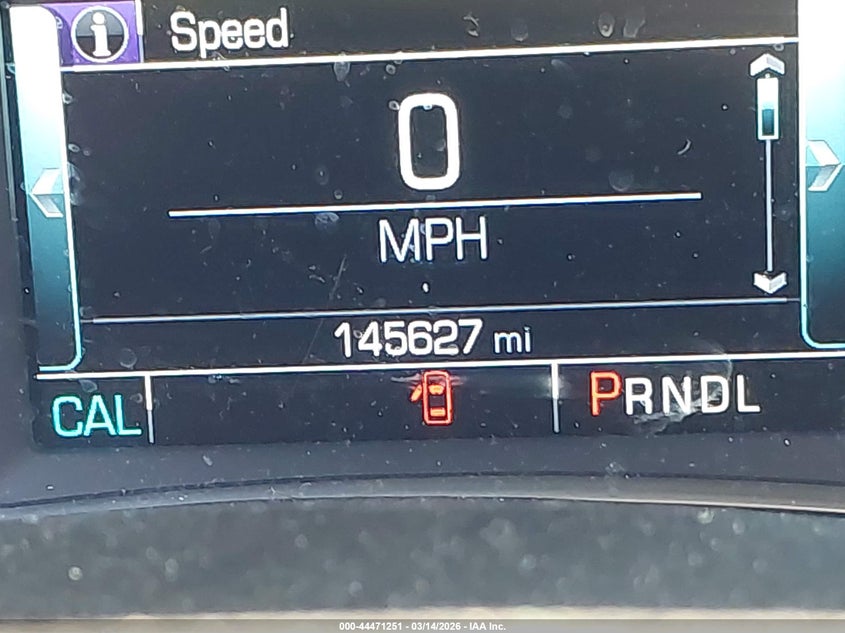 Speed
0
MPH
145627 mi
CAL
PRNDL
000-44471251 - 03/14/2026 - IAA Inc.